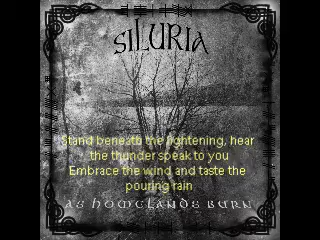 SILURIA
Stand beneath the lightening, hear
the thunder speak to you
Embrace the wind and taste the
pouring rain
AS HOMELANDS BURN